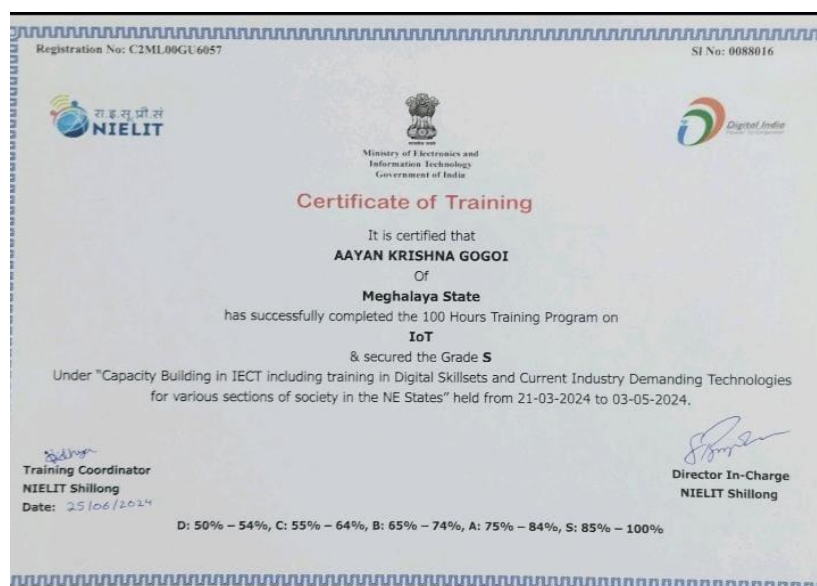 Registration No: C2ML00GU6057
Sl No: 0088016
रा.इ.सू.प्रौ.सं
NIELIT
Digital India
Ministry of Electronics and
Information Technology
Government of India
Certificate of Training
It is certified that
AAYAN KRISHNA GOGOI
Of
Meghalaya State
has successfully completed the 100 Hours Training Program on
IoT
& secured the Grade S
Under "Capacity Building in IECT including training in Digital Skillsets and Current Industry Demanding Technologies
for various sections of society in the NE States" held from 21-03-2024 to 03-05-2024.
Training Coordinator
NIELIT Shillong
Date: 25/06/2024
Director In-Charge
NIELIT Shillong
D: 50% – 54%, C: 55% – 64%, B: 65% – 74%, A: 75% – 84%, S: 85% – 100%